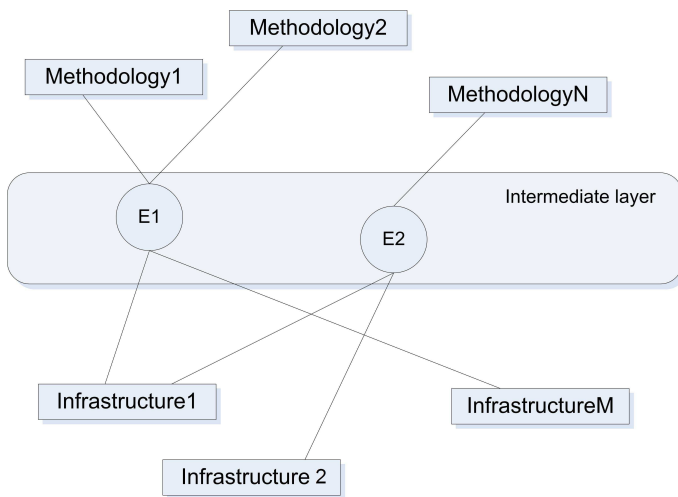 Methodology2
Methodology1
MethodologyN
Intermediate layer
E1
E2
Infrastructure1
InfrastructureM
Infrastructure 2